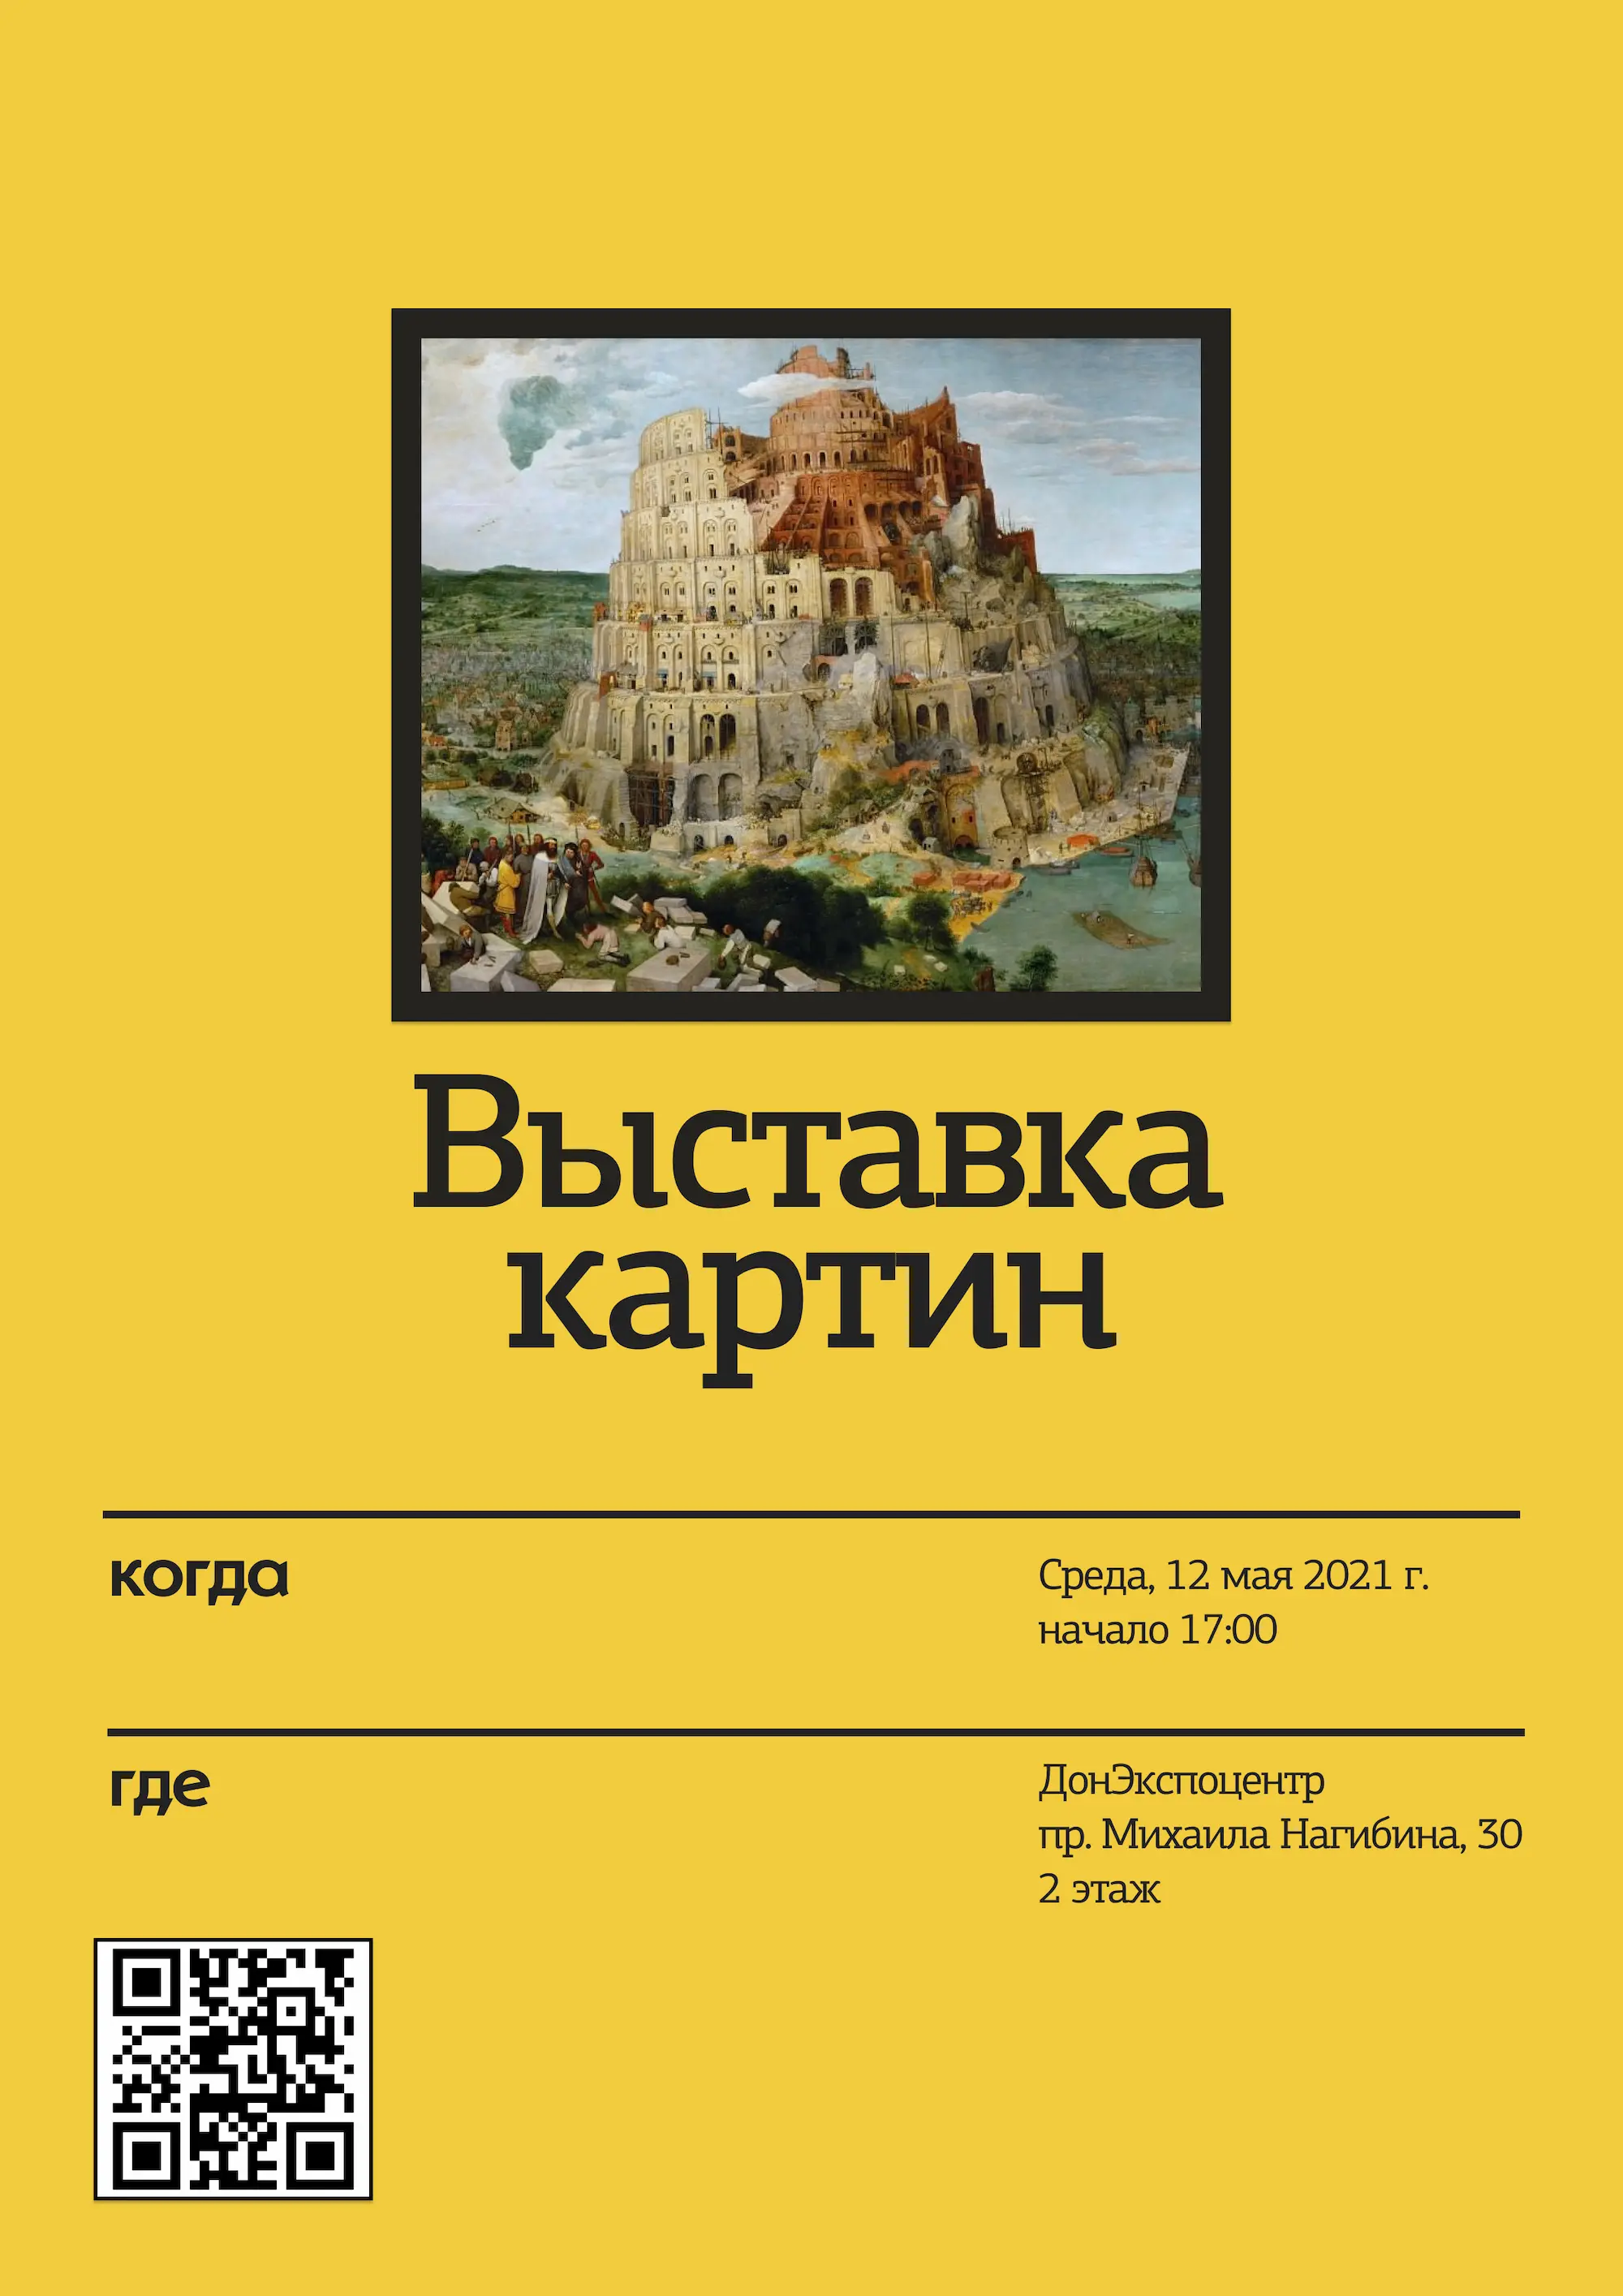 Выставка
картин
когда
Среда, 12 мая 2021 г.
начало 17:00
где
ДонЭкспоцентр
пр. Михаила Нагибина, 30
2 этаж